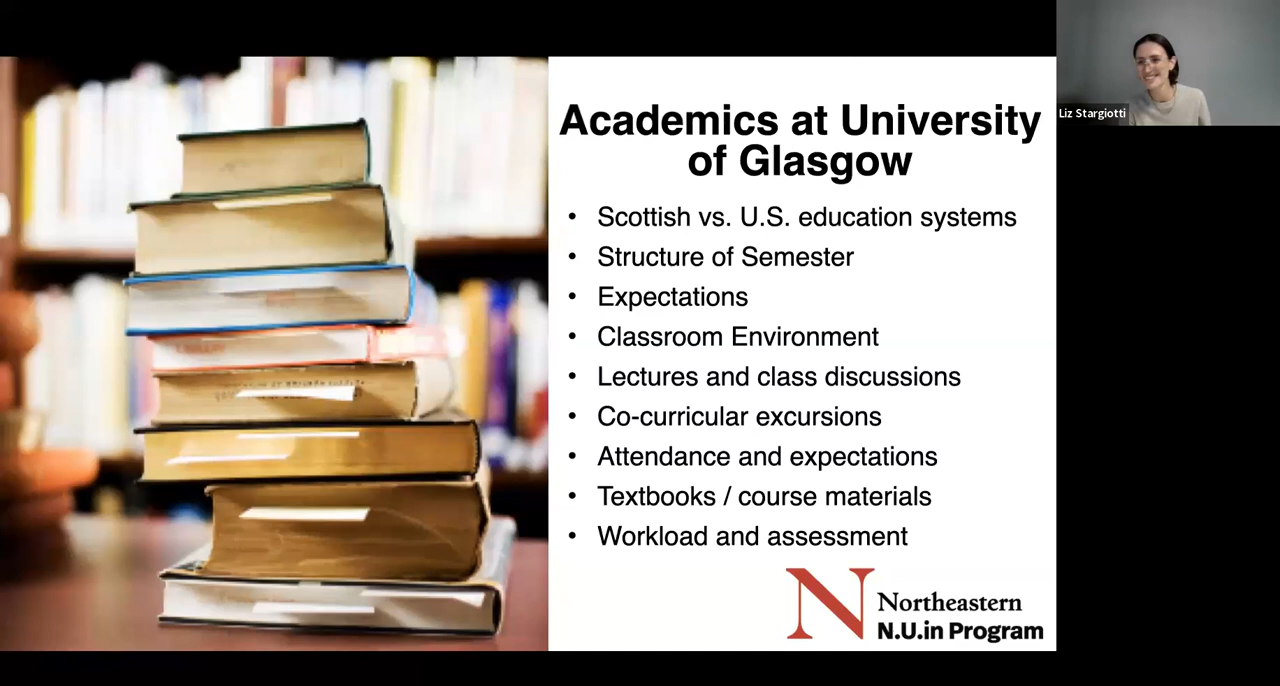 Academics at University
of Glasgow
• Scottish vs. U.S. education systems
• Structure of Semester
• Expectations
• Classroom Environment
• Lectures and class discussions
• Co-curricular excursions
• Attendance and expectations
• Textbooks / course materials
• Workload and assessment
N Northeastern
N.U.in Program
Liz Stargiotti